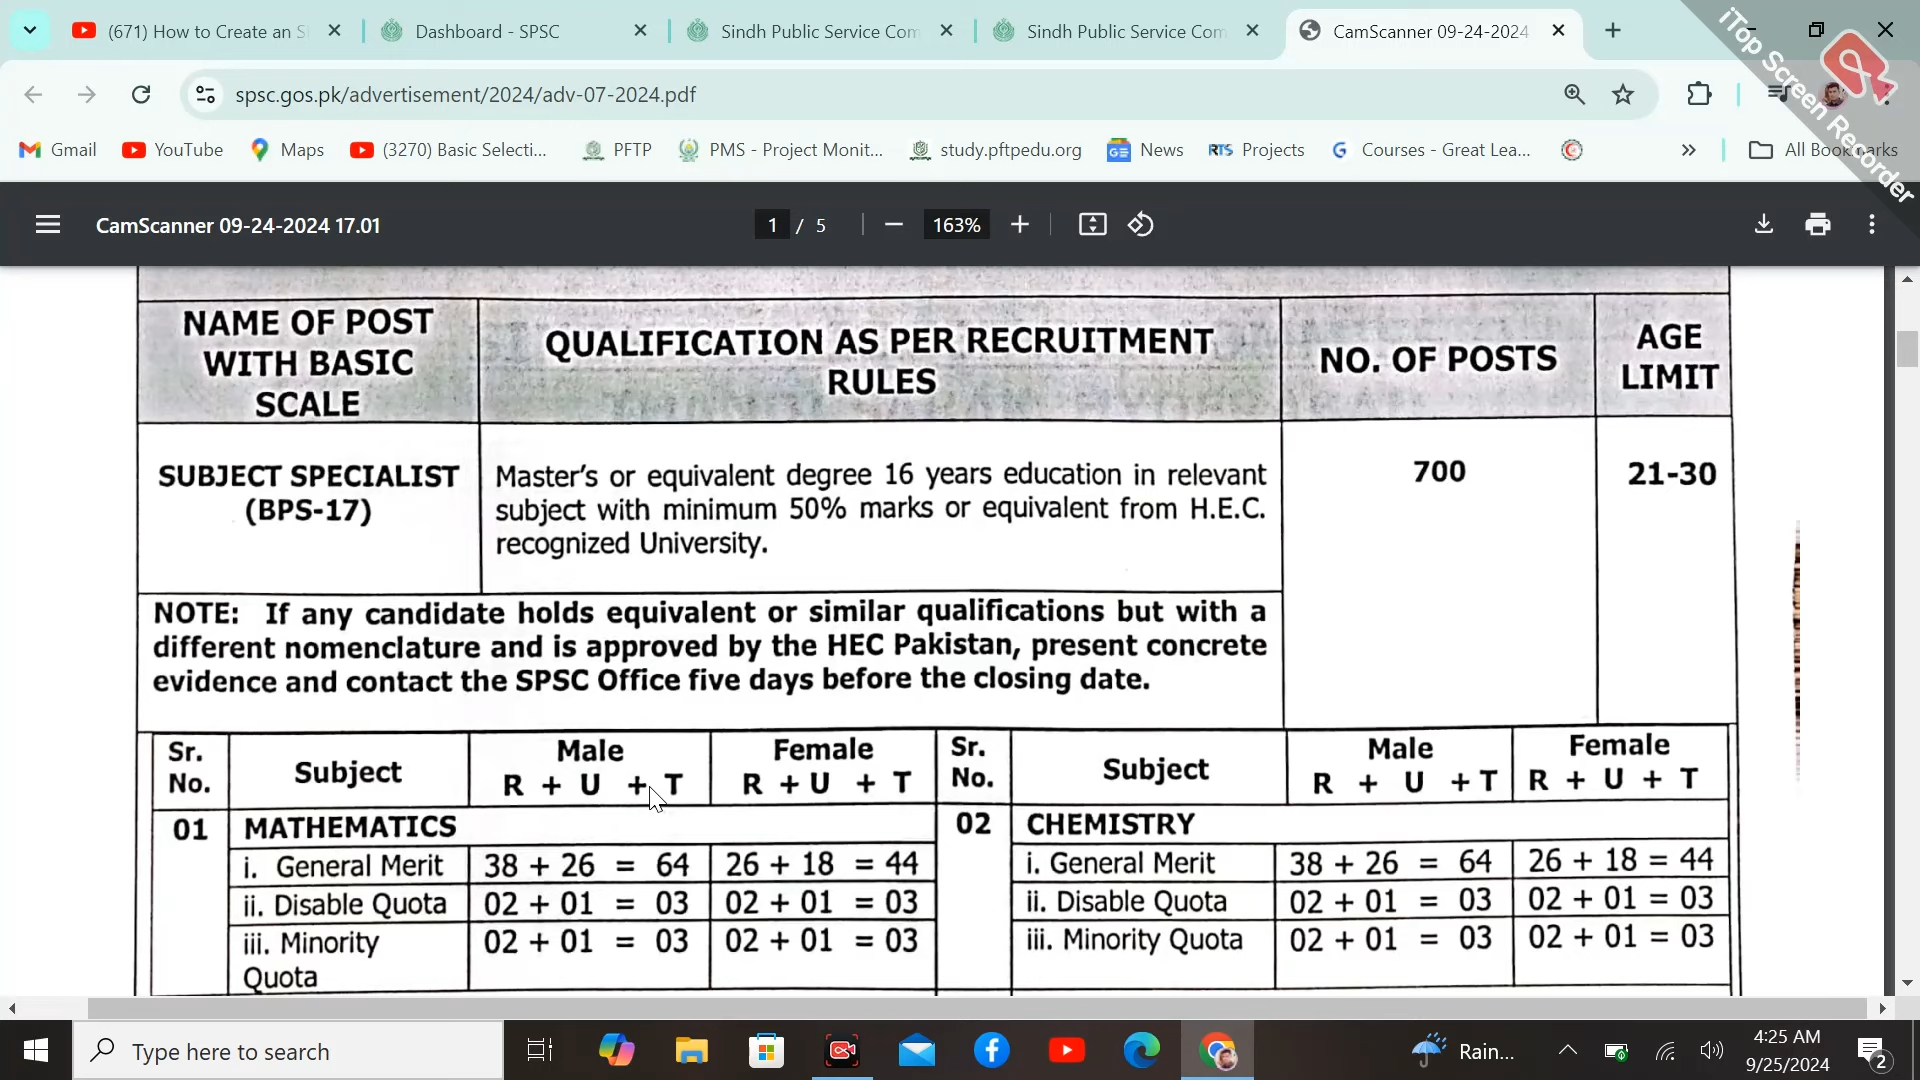 (671) How to Create an S
Dashboard - SPSC
Sindh Public Service Com
Sindh Public Service Com
CamScanner 09-24-2024
iTop Screen Recorder
spsc.gos.pk/advertisement/2024/adv-07-2024.pdf
Gmail
YouTube
Maps
(3270) Basic Selecti...
PFTP
PMS - Project Monit...
study.pftpedu.org
News
RTS Projects
Courses - Great Lea...
All Bookmarks
CamScanner 09-24-2024 17.01
1 / 5
163%
NAME OF POST WITH BASIC SCALE
QUALIFICATION AS PER RECRUITMENT RULES
NO. OF POSTS
AGE LIMIT
SUBJECT SPECIALIST
(BPS-17)
Master's or equivalent degree 16 years education in relevant
subject with minimum 50% marks or equivalent from H.E.C.
recognized University.
700
21-30
NOTE: If any candidate holds equivalent or similar qualifications but with a
different nomenclature and is approved by the HEC Pakistan, present concrete
evidence and contact the SPSC Office five days before the closing date.
Sr. No. Subject Male R + U + T Female R + U + T Sr. No. Subject Male R + U + T Female R + U + T
01 MATHEMATICS 02 CHEMISTRY
i. General Merit 38 + 26 = 64 26 + 18 = 44 i. General Merit 38 + 26 = 64 26 + 18 = 44
ii. Disable Quota 02 + 01 = 03 02 + 01 = 03 ii. Disable Quota 02 + 01 = 03 02 + 01 = 03
iii. Minority Quota 02 + 01 = 03 02 + 01 = 03 iii. Minority Quota 02 + 01 = 03 02 + 01 = 03
Type here to search
Rain...
4:25 AM
9/25/2024
2